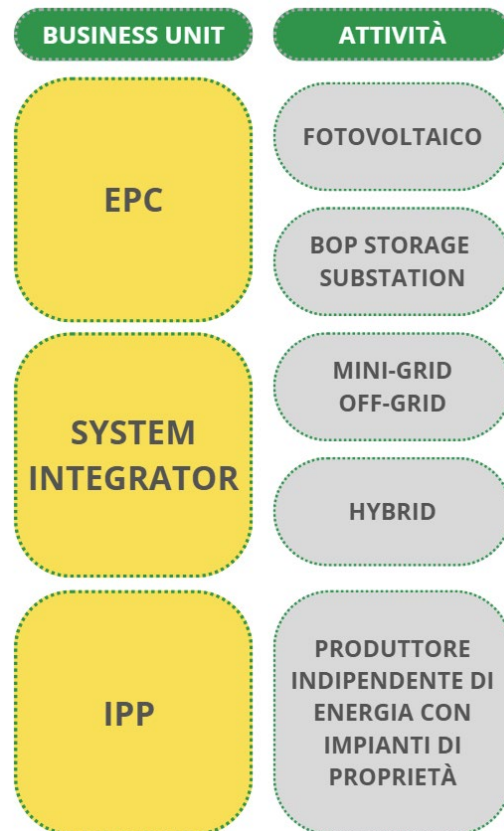 BUSINESS UNIT
ATTIVITÀ
EPC
FOTOVOLTAICO
BOP STORAGE
SUBSTATION
SYSTEM
INTEGRATOR
MINI-GRID
OFF-GRID
HYBRID
IPP
PRODUTTORE
INDIPENDENTE DI
ENERGIA CON
IMPIANTI DI
PROPRIETÀ